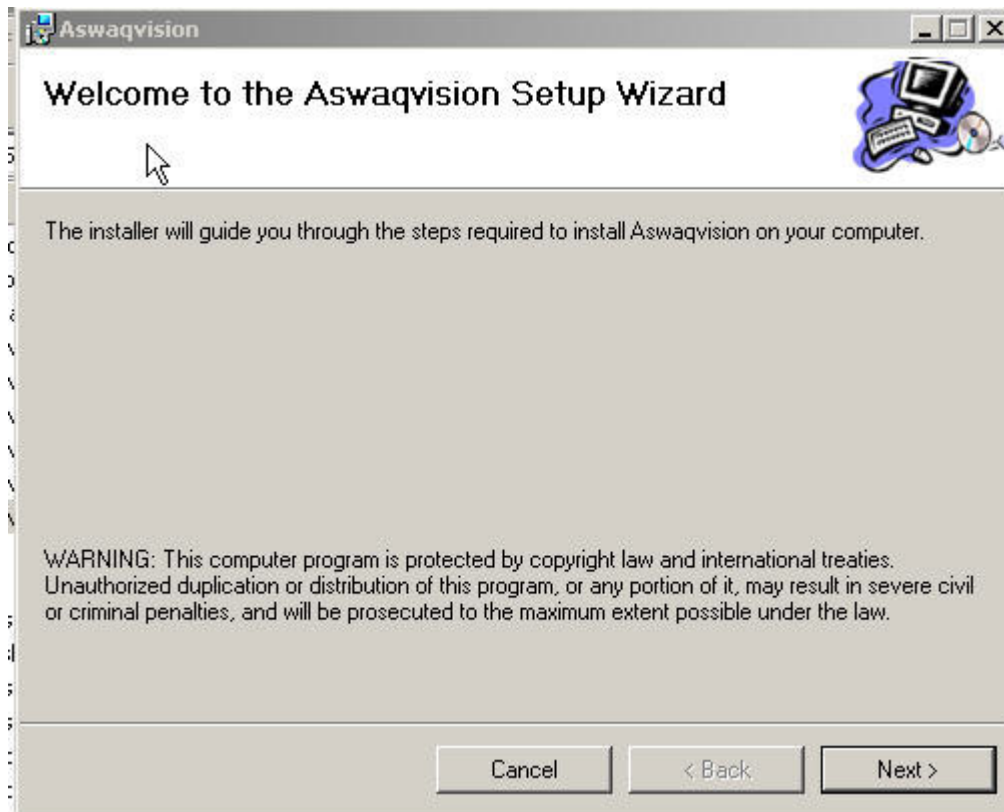 Aswaqvision
Welcome to the Aswaqvision Setup Wizard
The installer will guide you through the steps required to install Aswaqvision on your computer.
WARNING: This computer program is protected by copyright law and international treaties.
Unauthorized duplication or distribution of this program, or any portion of it, may result in severe civil
or criminal penalties, and will be prosecuted to the maximum extent possible under the law.
Cancel
< Back
Next >